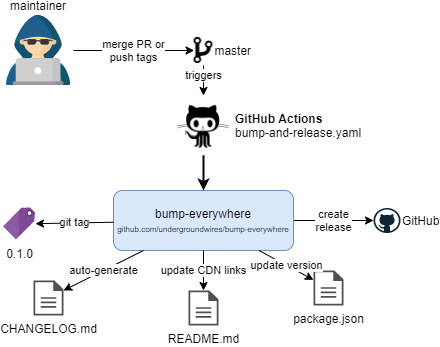 maintainer
merge PR or
push tags
master
triggers
GitHub Actions
bump-and-release.yaml
bump-everywhere
github.com/undergroundwires/bump-everywhere
git tag
0.1.0
create
release
GitHub
auto-generate
update CDN links
update version
CHANGELOG.md
README.md
package.json